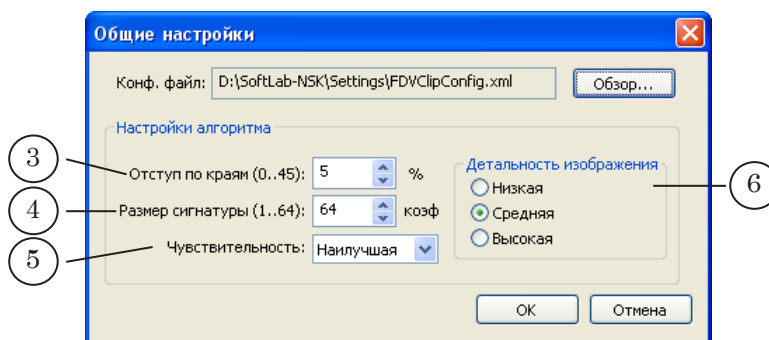 Общие настройки
Конф. файл: D:\SoftLab-NSK\Settings\FDVClipConfig.xml Обзор...
Настройки алгоритма
3 Отступ по краям (0..45): 5 %
4 Размер сигнатуры (1..64): 64 коэф
5 Чувствительность: Наилучшая
Детальность изображения 6
Низкая
Средняя
Высокая
OK Отмена